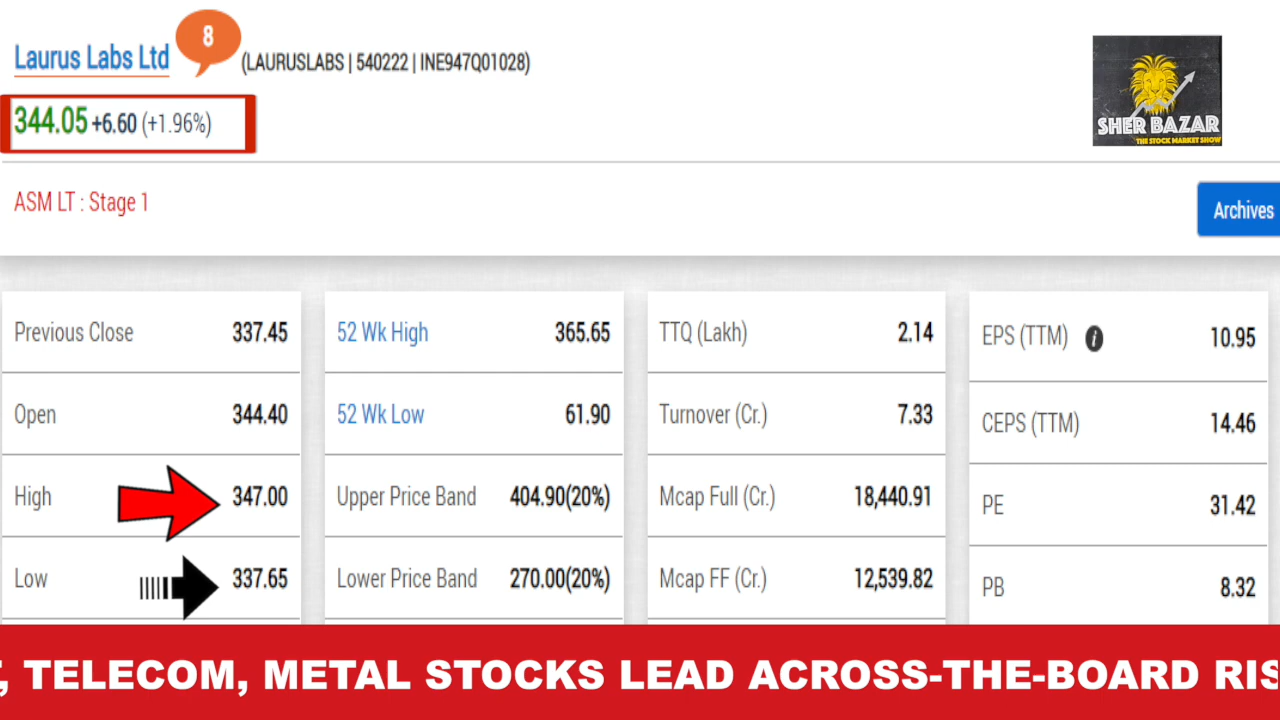 Laurus Labs Ltd
8
(LAURUSLABS | 540222 | INE947Q01028)
344.05 +6.60 (+1.96%)
SHER BAZAR
THE STOCK MARKET SHOW
ASM LT : Stage 1
Archives
Previous Close 337.45
Open 344.40
High 347.00
Low 337.65
52 Wk High 365.65
52 Wk Low 61.90
Upper Price Band 404.90(20%)
Lower Price Band 270.00(20%)
TTQ (Lakh) 2.14
Turnover (Cr.) 7.33
Mcap Full (Cr.) 18,440.91
Mcap FF (Cr.) 12,539.82
EPS (TTM) i 10.95
CEPS (TTM) 14.46
PE 31.42
PB 8.32
, TELECOM, METAL STOCKS LEAD ACROSS-THE-BOARD RIS